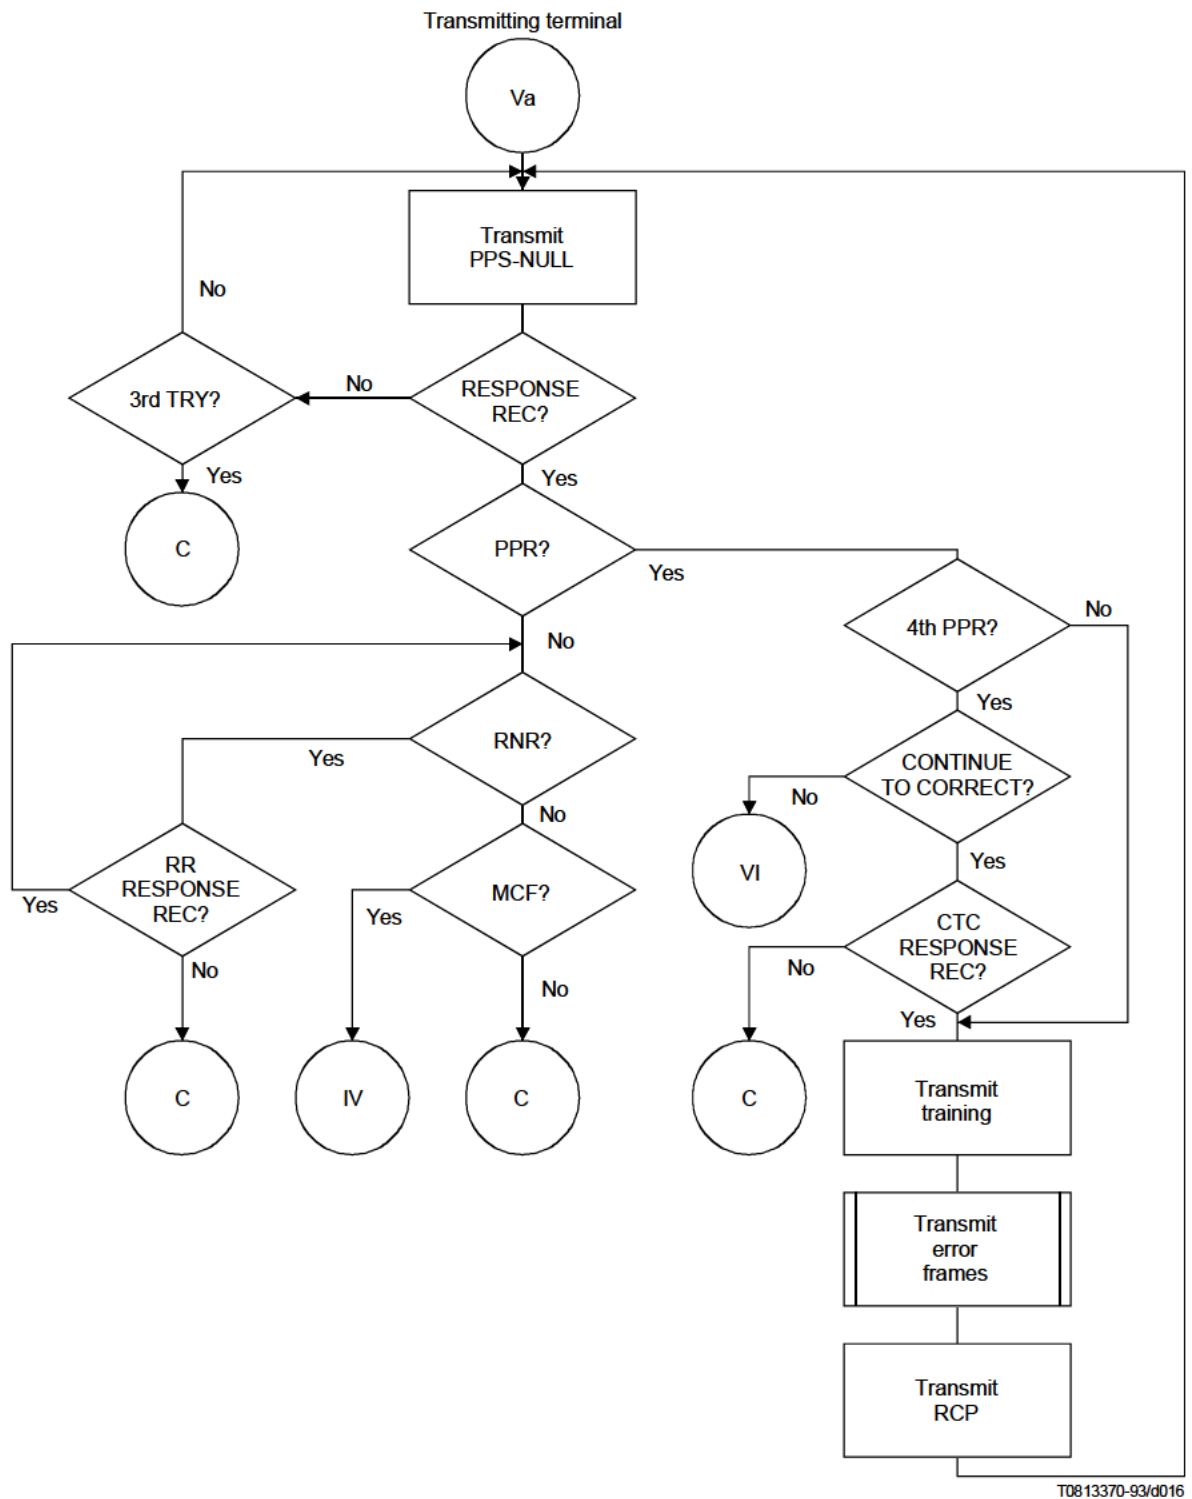 Transmitting terminal
Va
Transmit
PPS-NULL
No
3rd TRY?
No
RESPONSE
REC?
Yes
Yes
C
PPR?
Yes
4th PPR?
No
No
Yes
RNR?
Yes
CONTINUE
TO CORRECT?
No
No
Yes
VI
RR
RESPONSE
REC?
Yes
MCF?
Yes
CTC
RESPONSE
REC?
No
No
No
Yes
C
IV
C
C
Transmit
training
Transmit
error
frames
Transmit
RCP
T0813370-93/d016